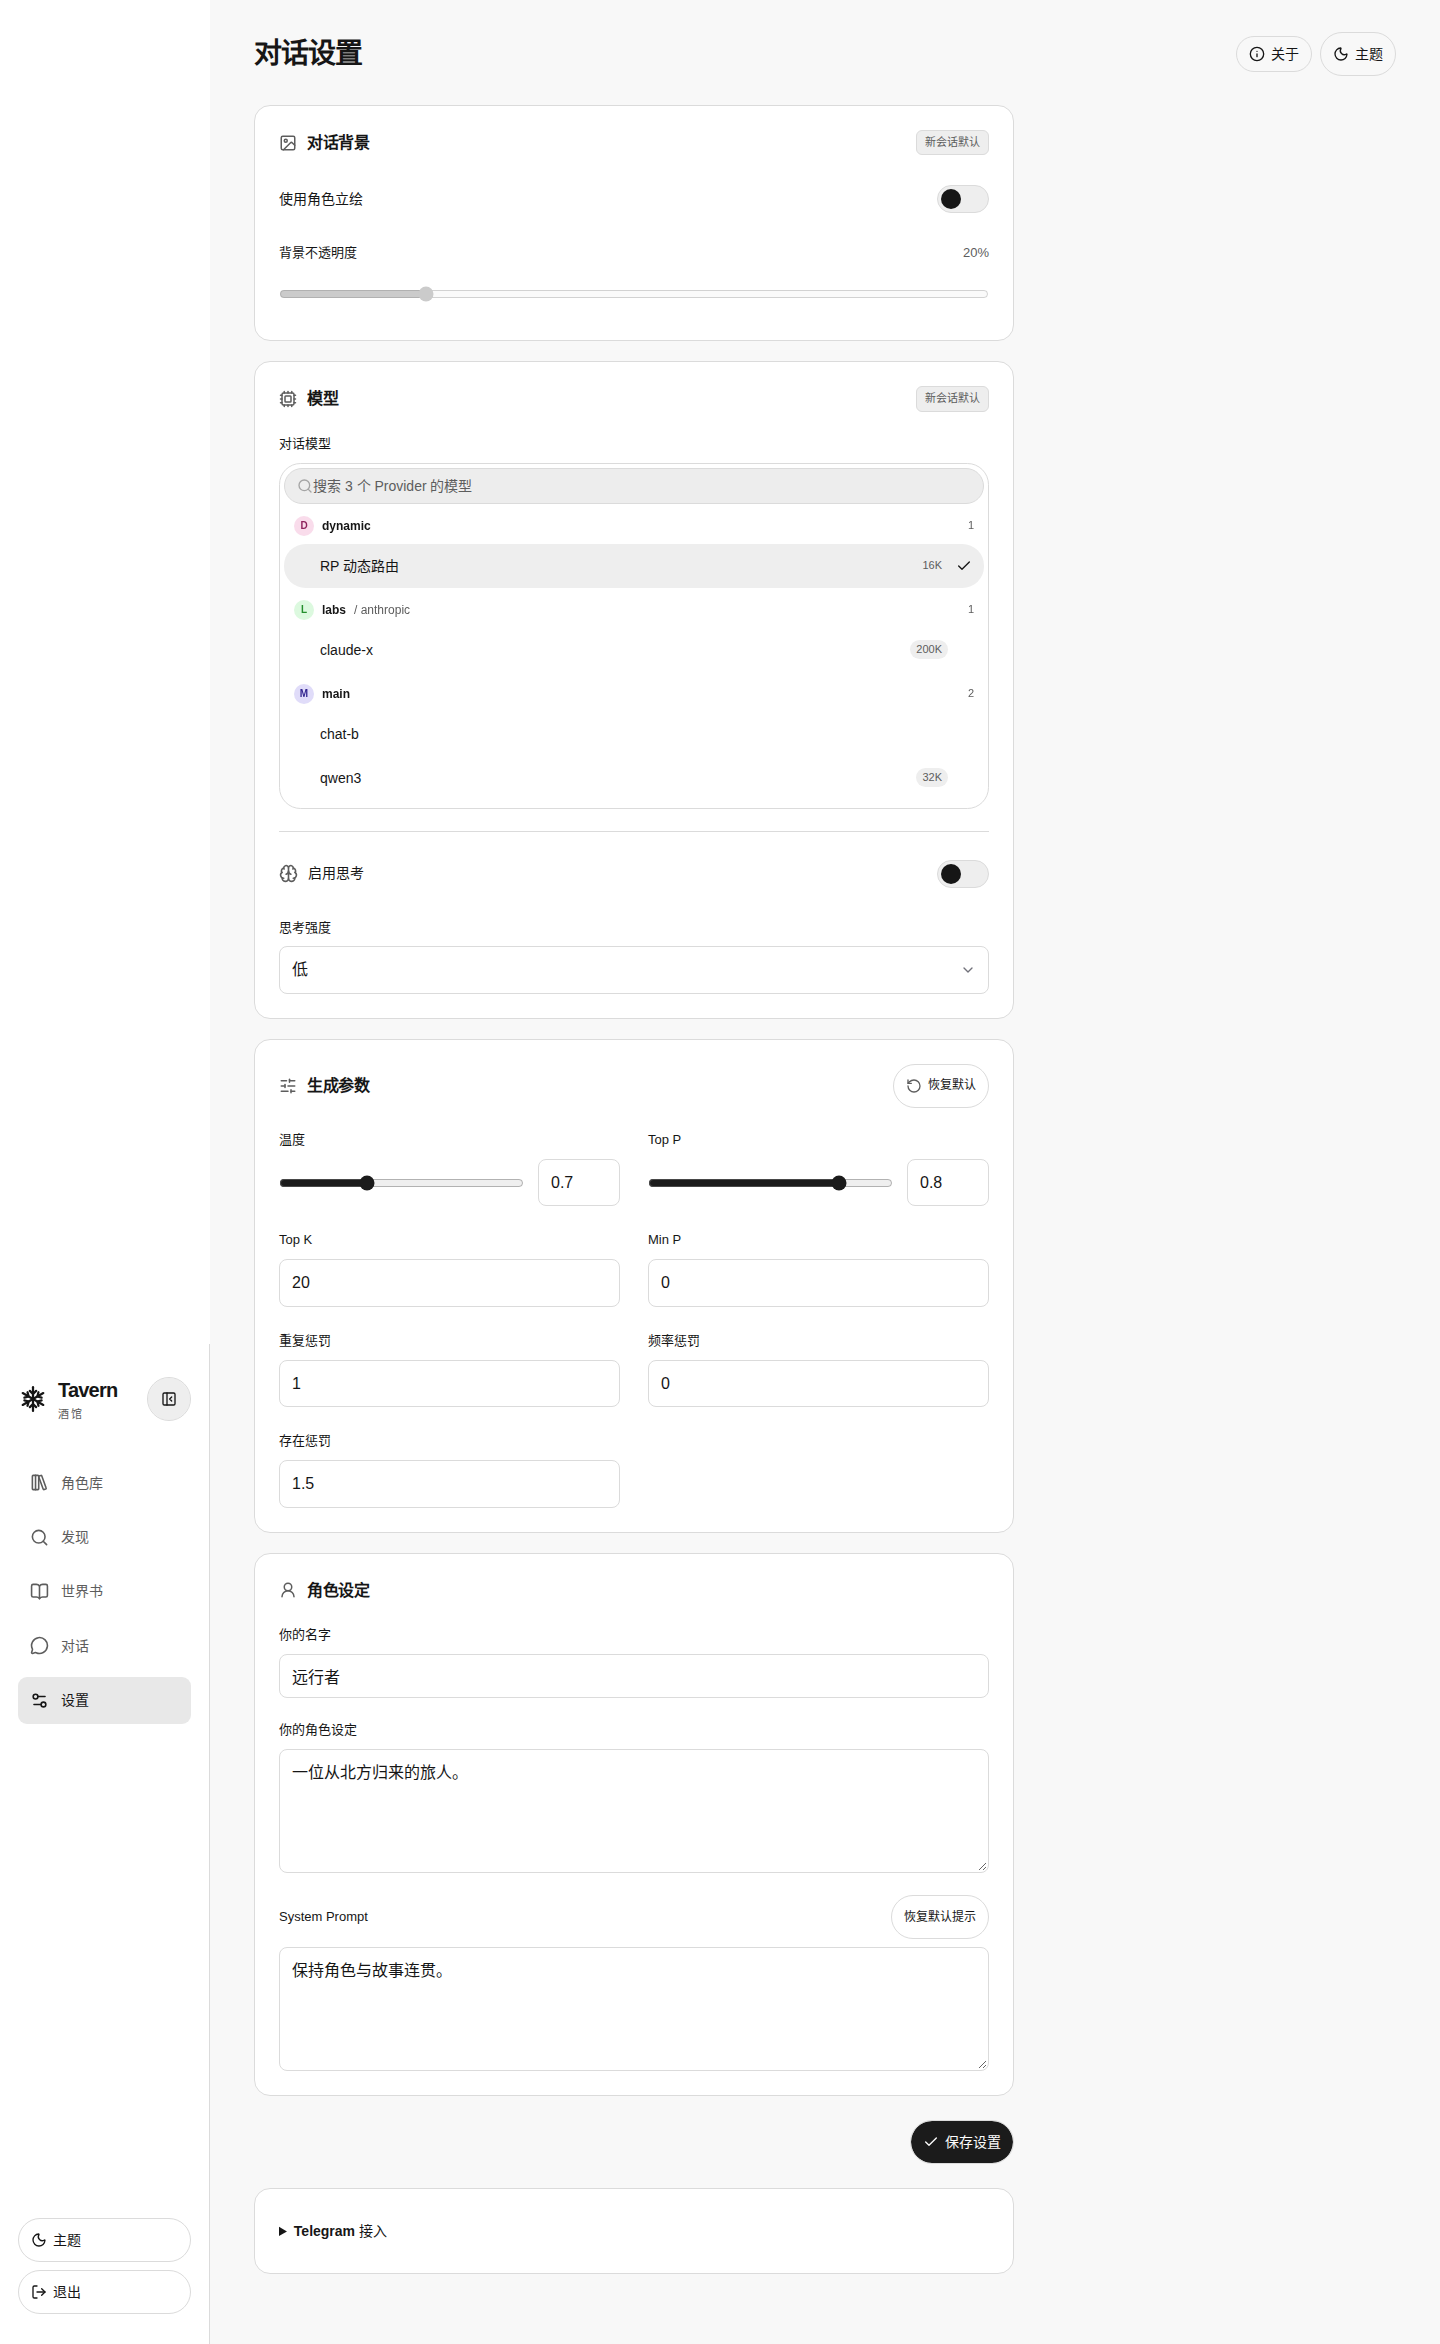 对话设置
关于
主题
对话背景
新会话默认
使用角色立绘
背景不透明度
20%
模型
新会话默认
对话模型
搜索 3 个 Provider 的模型
D dynamic 1
RP 动态路由 16K
L labs / anthropic 1
claude-x 200K
M main 2
chat-b
qwen3 32K
启用思考
思考强度
低
生成参数
恢复默认
温度
0.7
Top P
0.8
Top K
20
Min P
0
重复惩罚
1
频率惩罚
0
存在惩罚
1.5
角色设定
你的名字
远行者
你的角色设定
一位从北方归来的旅人。
System Prompt
恢复默认提示
保持角色与故事连贯。
保存设置
Telegram 接入
Tavern
酒馆
角色库
发现
世界书
对话
设置
主题
退出